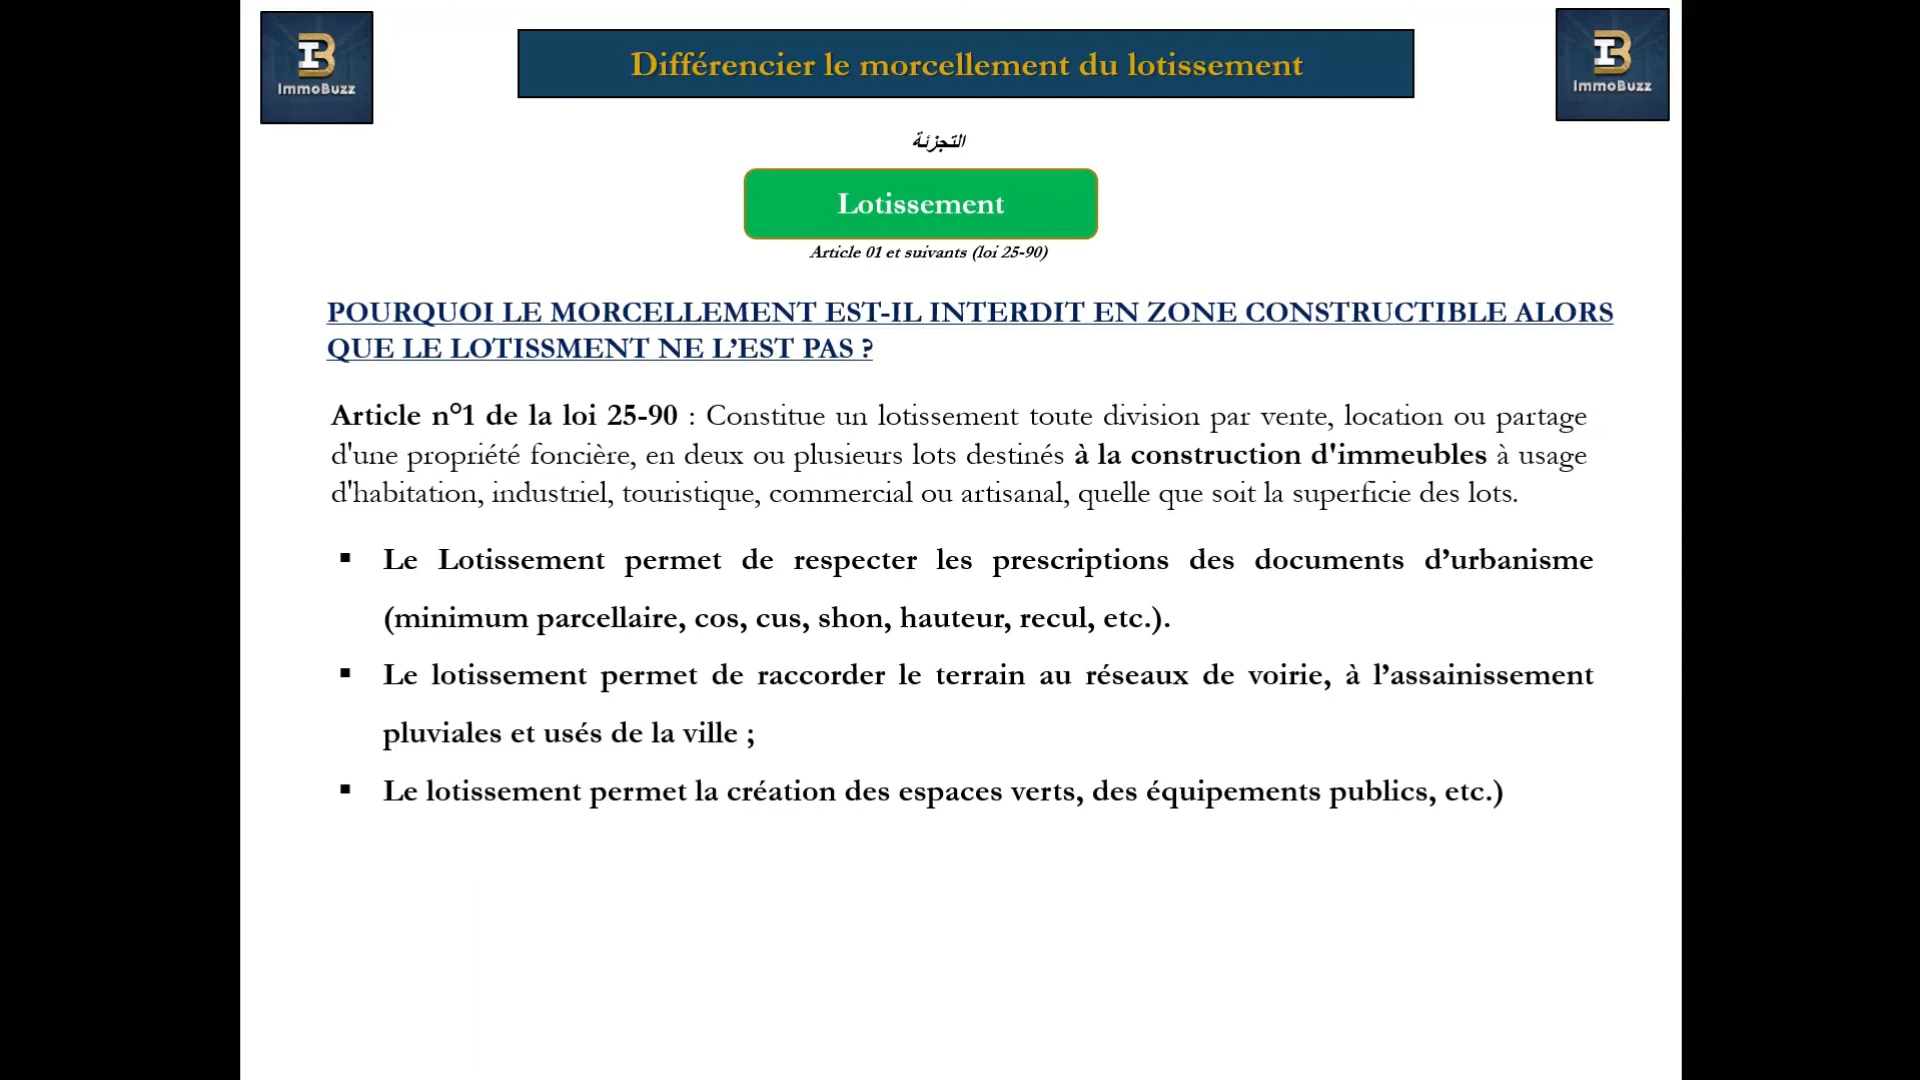 IB
ImmoBuzz
Différencier le morcellement du lotissement
IB
ImmoBuzz
التجزئة
Lotissement
Article 01 et suivants (loi 25-90)
POURQUOI LE MORCELLEMENT EST-IL INTERDIT EN ZONE CONSTRUCTIBLE ALORS
QUE LE LOTISSMENT NE L’EST PAS ?
Article n°1 de la loi 25-90 : Constitue un lotissement toute division par vente, location ou partage
d'une propriété foncière, en deux ou plusieurs lots destinés à la construction d'immeubles à usage
d'habitation, industriel, touristique, commercial ou artisanal, quelle que soit la superficie des lots.
▪ Le Lotissement permet de respecter les prescriptions des documents d’urbanisme
(minimum parcellaire, cos, cus, shon, hauteur, recul, etc.).
▪ Le lotissement permet de raccorder le terrain au réseaux de voirie, à l’assainissement
pluviales et usés de la ville ;
▪ Le lotissement permet la création des espaces verts, des équipements publics, etc.)